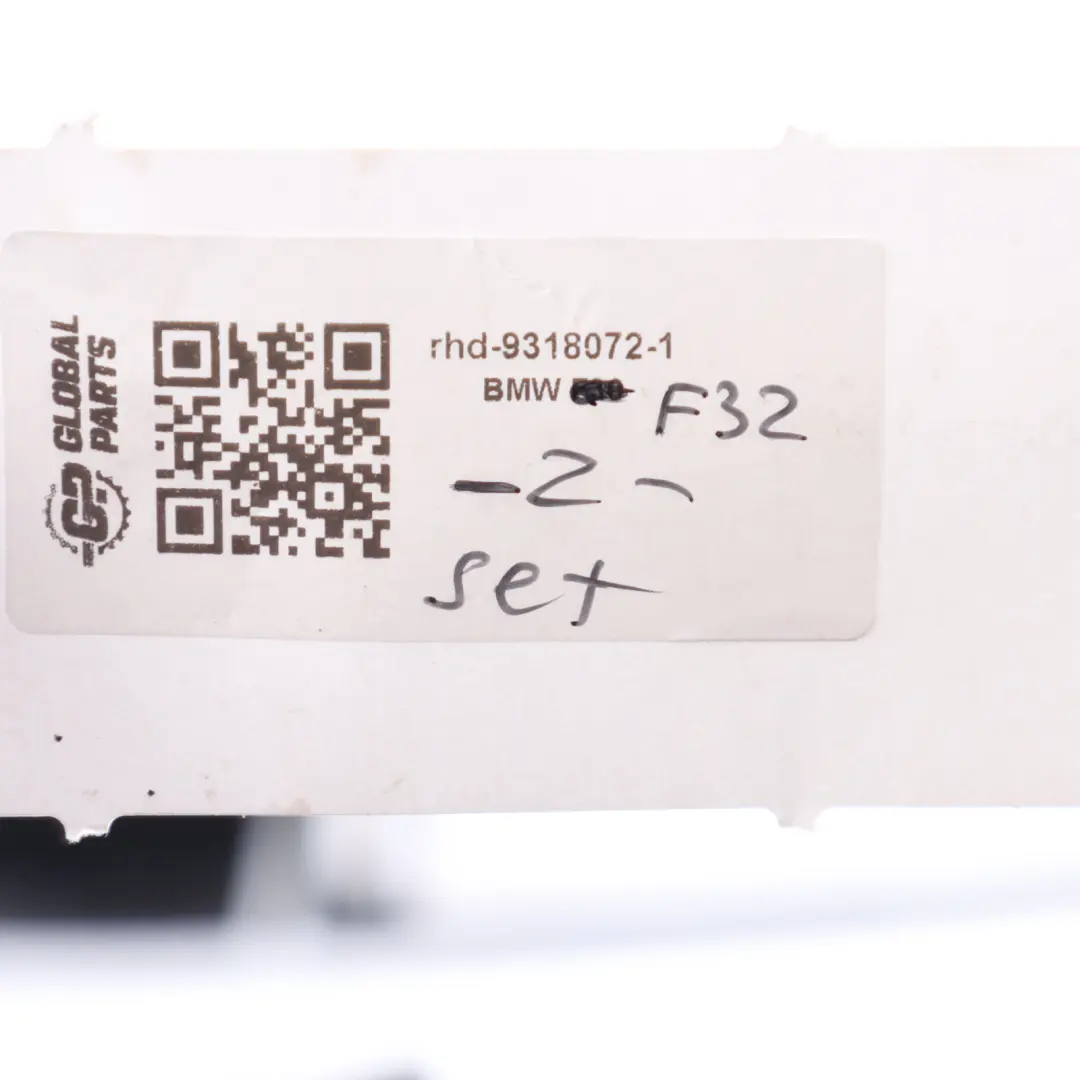 GLOBAL
PARTS
rhd-9318072-1
BMW F32
-2-
set